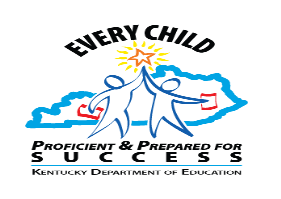 EVERY CHILD
PROFICIENT & PREPARED FOR
SUCCESS
KENTUCKY DEPARTMENT OF EDUCATION